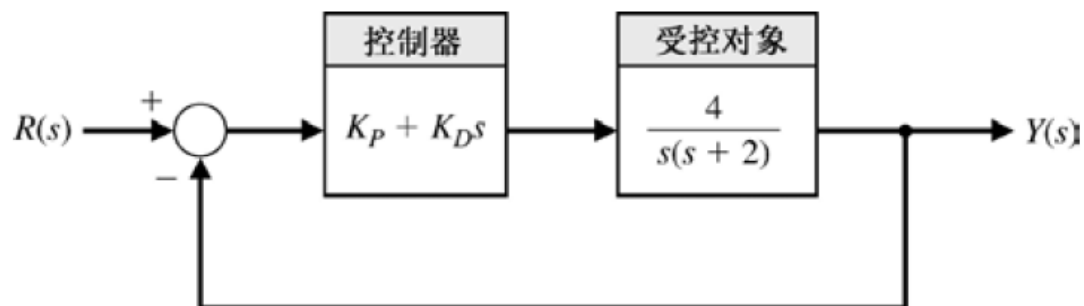 控制器
受控对象
+
R(s)
K_P + K_D s
4
s(s + 2)
Y(s)
−